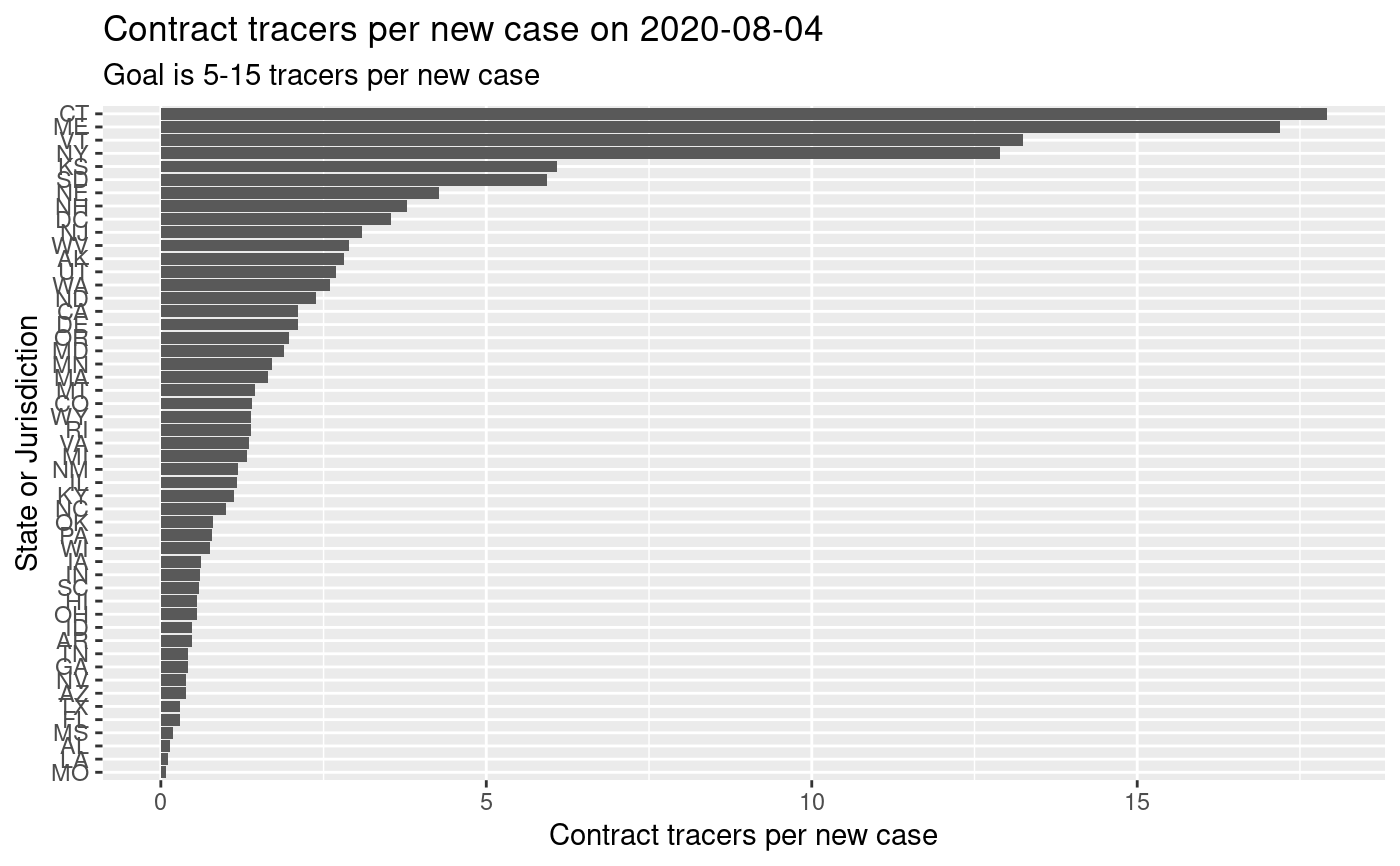 Contract tracers per new case on 2020-08-04
Goal is 5-15 tracers per new case
CT
ME
VT
NY
KS
SD
NE
NH
DC
NJ
WV
AK
UT
WA
ND
CA
DE
OR
MD
MN
MA
MT
CO
WY
RI
VA
MI
NM
IL
KY
NC
OK
PA
WI
IA
IN
SC
HI
OH
ID
AR
TN
GA
NV
AZ
TX
FL
MS
AL
LA
MO
State or Jurisdiction
0 5 10 15
Contract tracers per new case